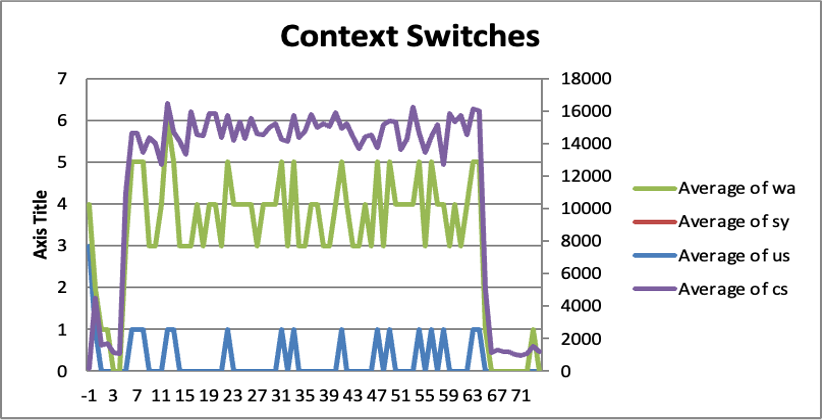 Context Switches
7 18000
6 16000
5 14000
4 12000
3 10000
2 8000
1 6000
0 4000
2000
0
Axis Title
-1 3 7 11 15 19 23 27 31 35 39 43 47 51 55 59 63 67 71
Average of wa
Average of sy
Average of us
Average of cs